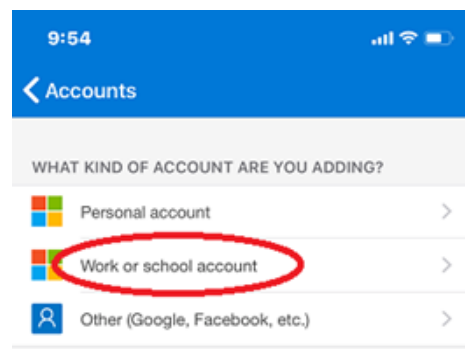 9:54
Accounts
WHAT KIND OF ACCOUNT ARE YOU ADDING?
Personal account
Work or school account
Other (Google, Facebook, etc.)